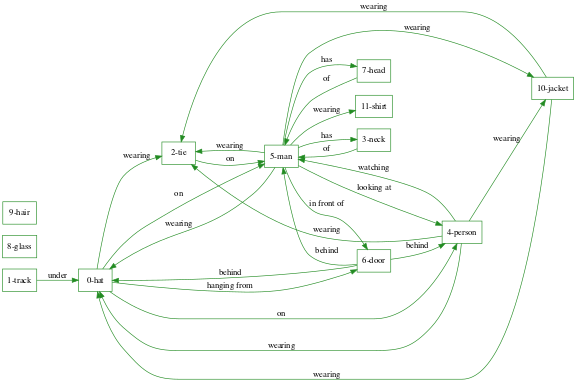 wearing
wearing
has
7-head
of
10-jacket
wearing
11-shirt
has
3-neck
of
wearing
wearing
2-tie
on
5-man
wearing
watching
looking at
on
in front of
9-hair
wearing
wearing
4-person
8-glass
behind
behind
6-door
1-track
under
0-hat
behind
hanging from
on
wearing
wearing